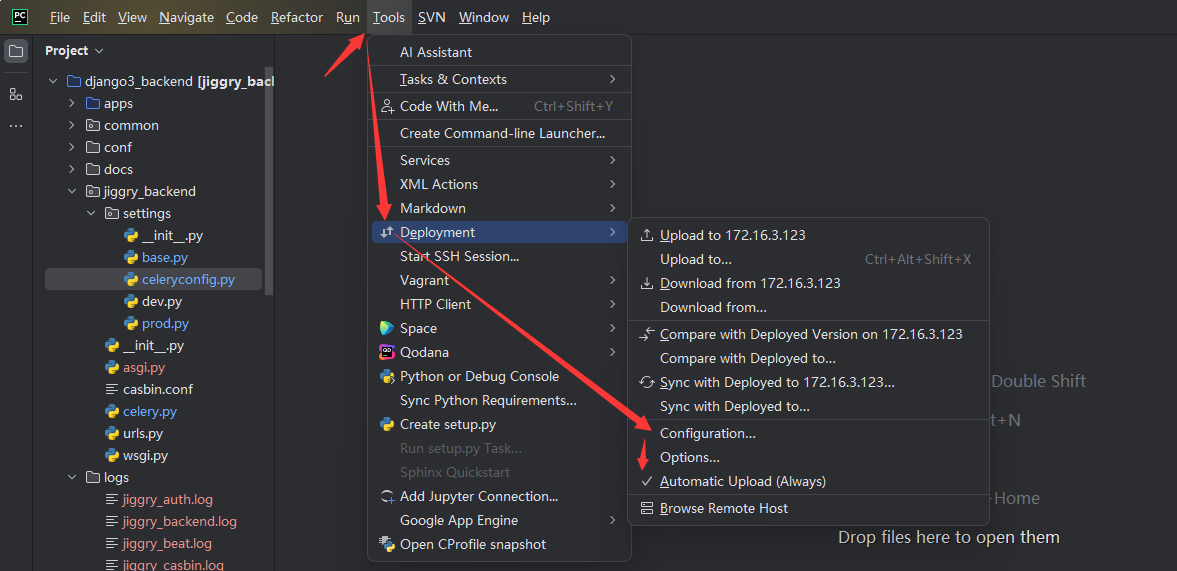 PC File Edit View Navigate Code Refactor Run Tools SVN Window Help
Project
django3_backend [jiggry_back
apps
common
conf
docs
jiggry_backend
settings
__init__.py
base.py
celeryconfig.py
dev.py
prod.py
__init__.py
asgi.py
casbin.conf
celery.py
urls.py
wsgi.py
logs
jiggry_auth.log
jiggry_backend.log
jiggry_beat.log
jiggry_casbin.log
AI Assistant
Tasks & Contexts
Code With Me... Ctrl+Shift+Y
Create Command-line Launcher...
Services
XML Actions
Markdown
Deployment
Start SSH Session...
Vagrant
HTTP Client
Space
QD Qodana
Python or Debug Console
Sync Python Requirements...
Create setup.py
Run setup.py Task...
Sphinx Quickstart
Add Jupyter Connection...
Google App Engine
Open CProfile snapshot
Upload to 172.16.3.123
Upload to... Ctrl+Alt+Shift+X
Download from 172.16.3.123
Download from...
Compare with Deployed Version on 172.16.3.123
Compare with Deployed to...
Sync with Deployed to 172.16.3.123...
Sync with Deployed to...
Configuration...
Options...
Automatic Upload (Always)
Browse Remote Host
Double Shift
+N
Home
Drop files here to open them